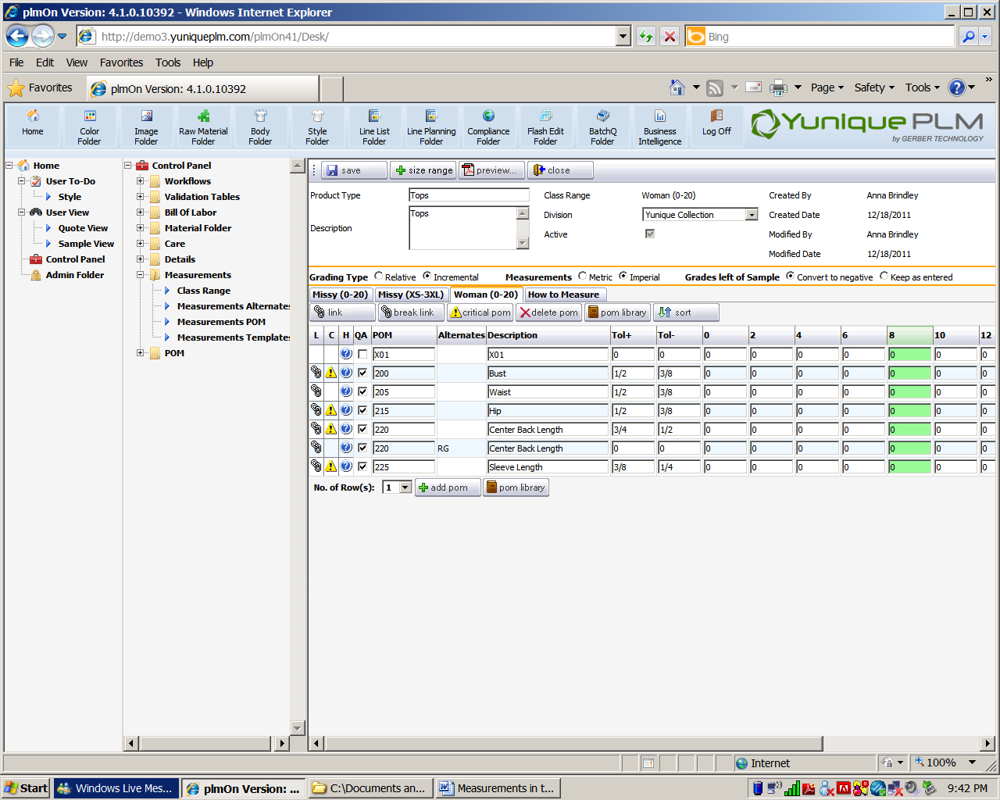 plmOn Version: 4.1.0.10392 - Windows Internet Explorer
http://demo3.yuniqueplm.com/plmOn41/Desk/
Bing
File Edit View Favorites Tools Help
Favorites plmOn Version: 4.1.0.10392 Page Safety Tools »
Home
Color Folder
Image Folder
Raw Material Folder
Body Folder
Style Folder
Line List Folder
Line Planning Folder
Compliance Folder
Flash Edit Folder
BatchQ Folder
Business Intelligence
Log Off
YuniquePLM
by GERBER TECHNOLOGY
Home
User To-Do
Style
User View
Quote View
Sample View
Control Panel
Admin Folder
Control Panel
Workflows
Validation Tables
Bill Of Labor
Material Folder
Care
Details
Measurements
Class Range
Measurements Alternates
Measurements POM
Measurements Templates
POM
save size range preview... close
Product Type Tops Class Range Woman (0-20) Created By Anna Brindley
Description Tops Division Yunique Collection Created Date 12/18/2011
Active Modified By Anna Brindley
Modified Date 12/18/2011
Grading Type Relative Incremental Measurements Metric Imperial Grades left of Sample Convert to negative Keep as entered
Missy (0-20) Missy (XS-3XL) Woman (0-20) How to Measure
link break link critical pom delete pom pom library sort
L C H QA POM Alternates Description Tol+ Tol- 0 2 4 6 8 10 12
X01 X01 0 0 0 0 0 0 0 0 0
200 Bust 1/2 3/8 0 0 0 0 0 0 0
205 Waist 1/2 3/8 0 0 0 0 0 0 0
215 Hip 1/2 3/8 0 0 0 0 0 0 0
220 Center Back Length 3/4 1/2 0 0 0 0 0 0 0
220 RG Center Back Length 0 0 0 0 0 0 0 0 0
225 Sleeve Length 3/8 1/4 0 0 0 0 0 0 0
No. of Row(s): 1 add pom pom library
Internet 100%
Start Windows Live Mes... plmOn Version: ... C:\Documents an... Measurements in t... 9:42 PM